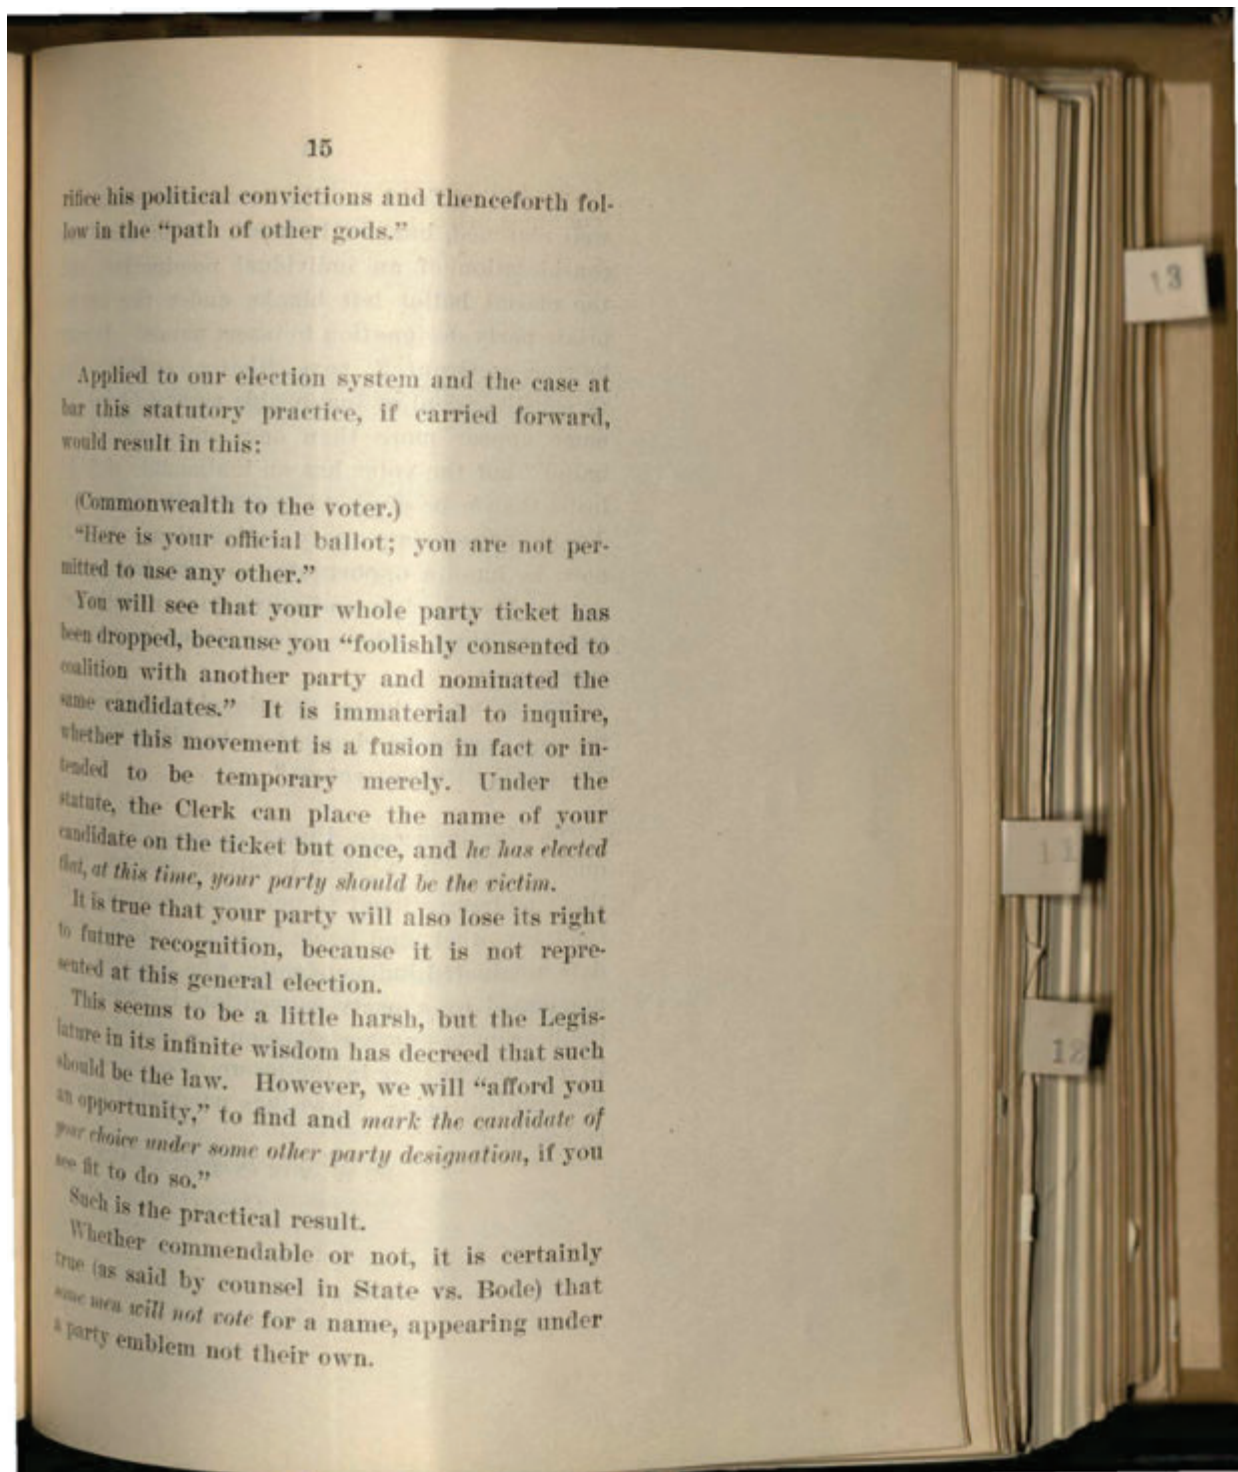 15
rifice his political convictions and thenceforth fol-
low in the “path of other gods.”
Applied to our election system and the case at
bar this statutory practice, if carried forward,
would result in this:
(Commonwealth to the voter.)
“Here is your official ballot; you are not per-
mitted to use any other.”
You will see that your whole party ticket has
been dropped, because you “foolishly consented to
coalition with another party and nominated the
same candidates.” It is immaterial to inquire,
whether this movement is a fusion in fact or in-
tended to be temporary merely. Under the
statute, the Clerk can place the name of your
candidate on the ticket but once, and he has elected
that, at this time, your party should be the victim.
It is true that your party will also lose its right
to future recognition, because it is not repre-
sented at this general election.
This seems to be a little harsh, but the Legis-
lature in its infinite wisdom has decreed that such
should be the law. However, we will “afford you
an opportunity,” to find and mark the candidate of
your choice under some other party designation, if you
see fit to do so.”
Such is the practical result.
Whether commendable or not, it is certainly
true (as said by counsel in State vs. Bode) that
some men will not vote for a name, appearing under
a party emblem not their own.
13
11
12